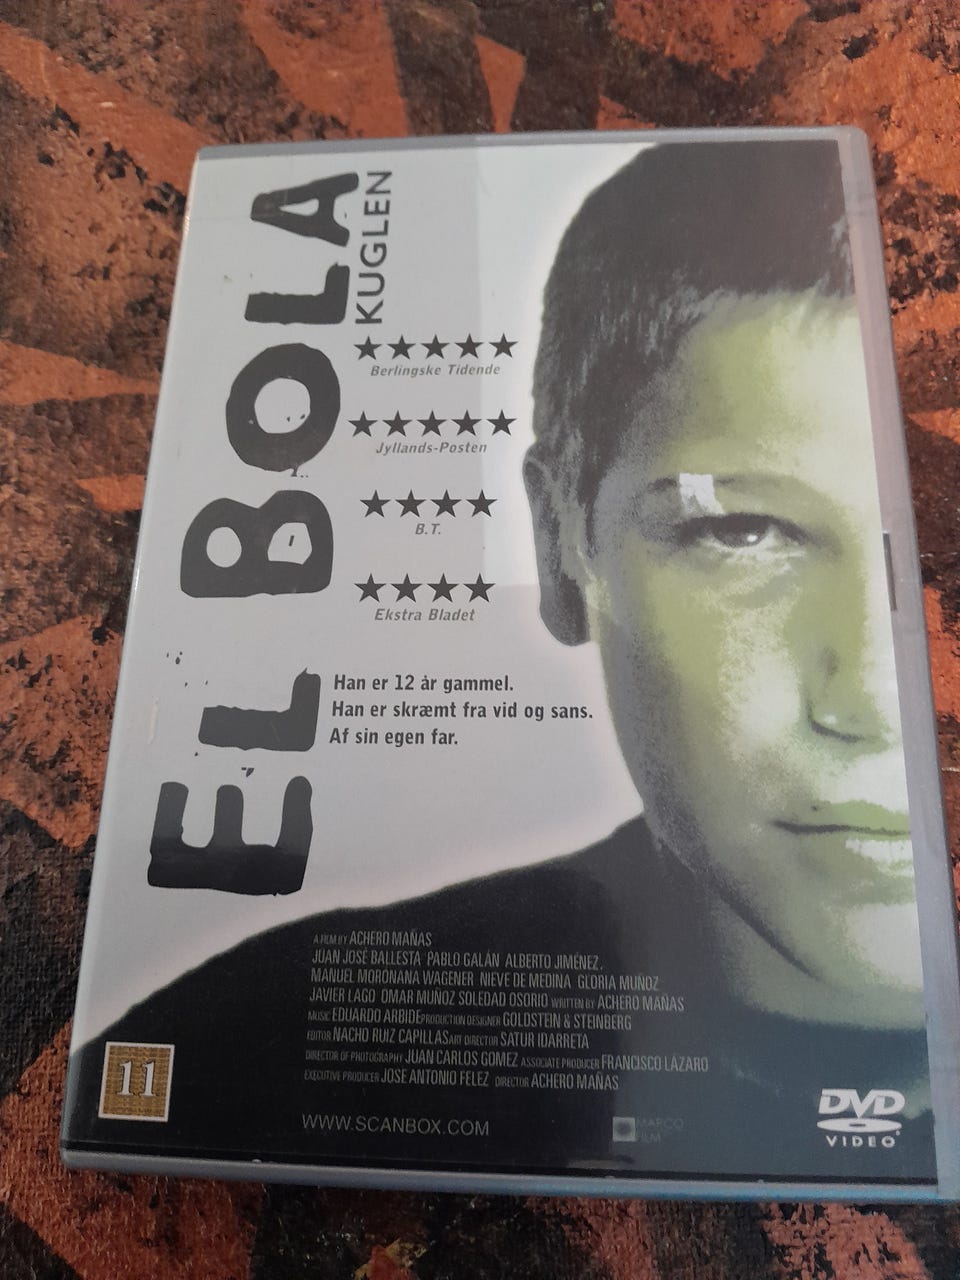 EL BOLA
KUGLEN
★★★★★
Berlingske Tidende
★★★★★
Jyllands-Posten
★★★★
B.T.
★★★★
Ekstra Bladet
Han er 12 år gammel.
Han er skræmt fra vid og sans.
Af sin egen far.
A FILM BY ACHERO MAÑAS
JUAN JOSÉ BALLESTA PABLO GALÁN ALBERTO JIMÉNEZ.
MANUEL MORÓN ANA WAGENER NIEVE DE MEDINA GLORIA MUÑOZ
JAVIER LAGO OMAR MUÑOZ SOLEDAD OSORIO WRITTEN BY ACHERO MAÑAS
MUSIC EDUARDO ARBIDE PRODUCTION DESIGNER GOLDSTEIN & STEINBERG
EDITOR NACHO RUIZ CAPILLAS ART DIRECTOR SATUR IDARRETA
DIRECTOR OF PHOTOGRAPHY JUAN CARLOS GOMEZ ASSOCIATE PRODUCER FRANCISCO LÁZARO
EXECUTIVE PRODUCER JOSE ANTONIO FELEZ DIRECTOR ACHERO MAÑAS
11
WWW.SCANBOX.COM
MARCO
FILM
DVD
VIDEO